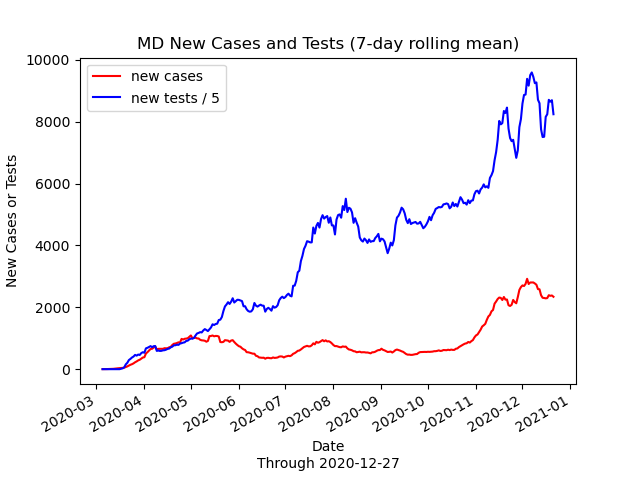 MD New Cases and Tests (7-day rolling mean)
new cases
new tests / 5
New Cases or Tests
10000
8000
6000
4000
2000
0
2020-03
2020-04
2020-05
2020-06
2020-07
2020-08
2020-09
2020-10
2020-11
2020-12
2021-01
Date
Through 2020-12-27